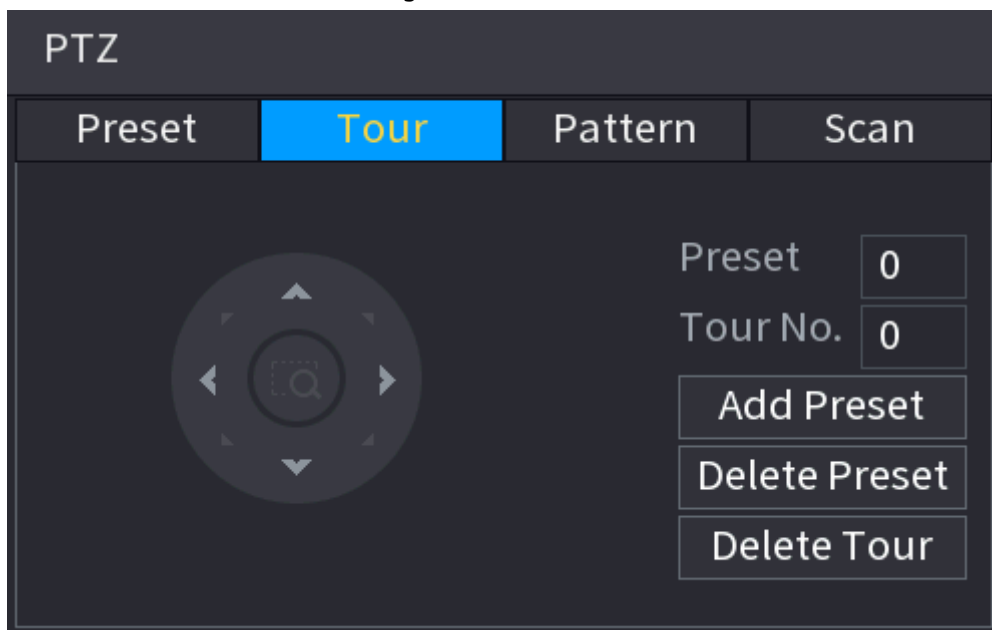 PTZ
Preset Tour Pattern Scan
Preset 0
Tour No. 0
Add Preset
Delete Preset
Delete Tour